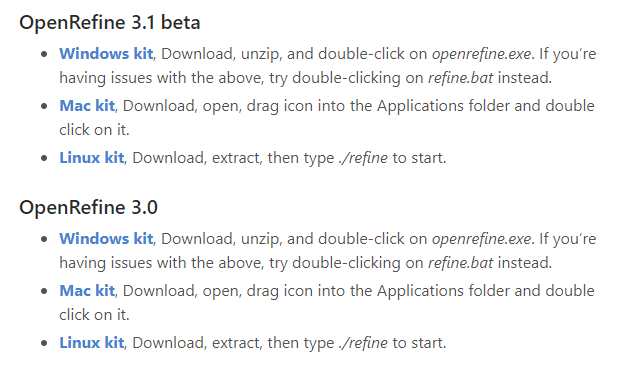 OpenRefine 3.1 beta
• Windows kit, Download, unzip, and double-click on openrefine.exe. If you’re
having issues with the above, try double-clicking on refine.bat instead.
• Mac kit, Download, open, drag icon into the Applications folder and double
click on it.
• Linux kit, Download, extract, then type ./refine to start.
OpenRefine 3.0
• Windows kit, Download, unzip, and double-click on openrefine.exe. If you’re
having issues with the above, try double-clicking on refine.bat instead.
• Mac kit, Download, open, drag icon into the Applications folder and double
click on it.
• Linux kit, Download, extract, then type ./refine to start.